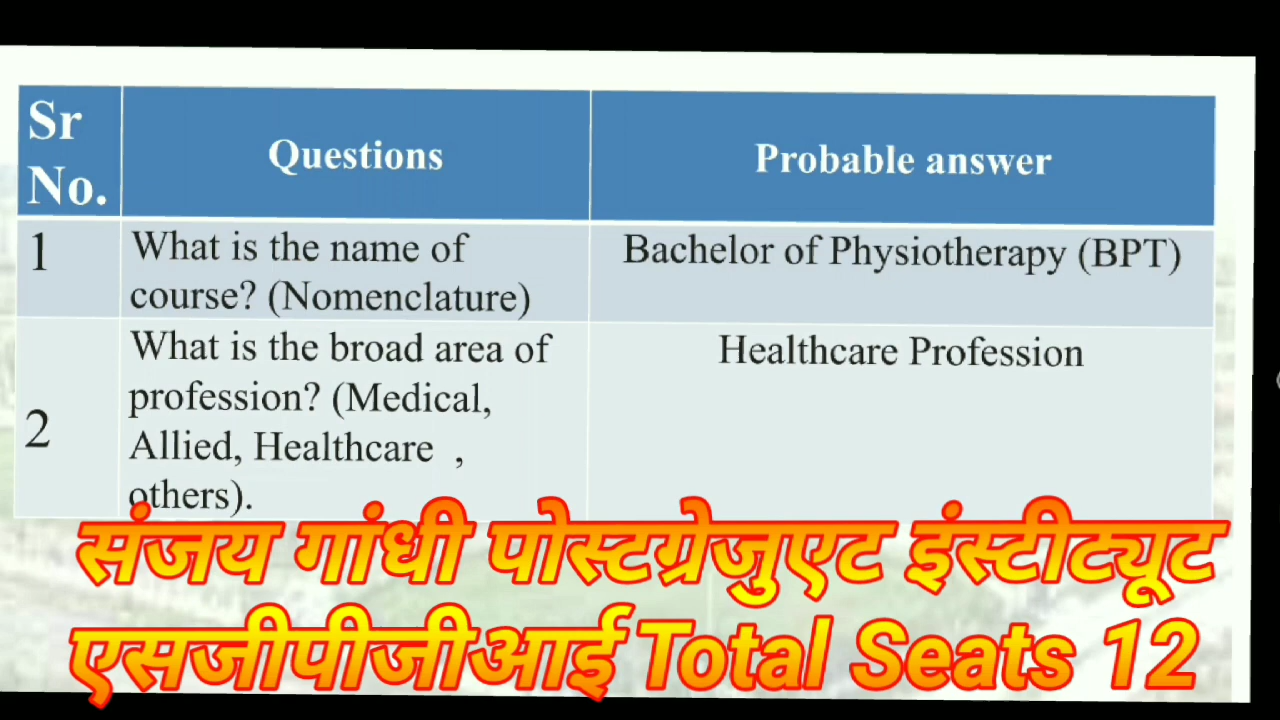 Sr No.
Questions
Probable answer
1
What is the name of
course? (Nomenclature)
Bachelor of Physiotherapy (BPT)
2
What is the broad area of
profession? (Medical,
Allied, Healthcare ,
others).
Healthcare Profession
संजय गांधी पोस्टग्रेजुएट इंस्टीट्यूट
एसजीपीजीआई Total Seats 12